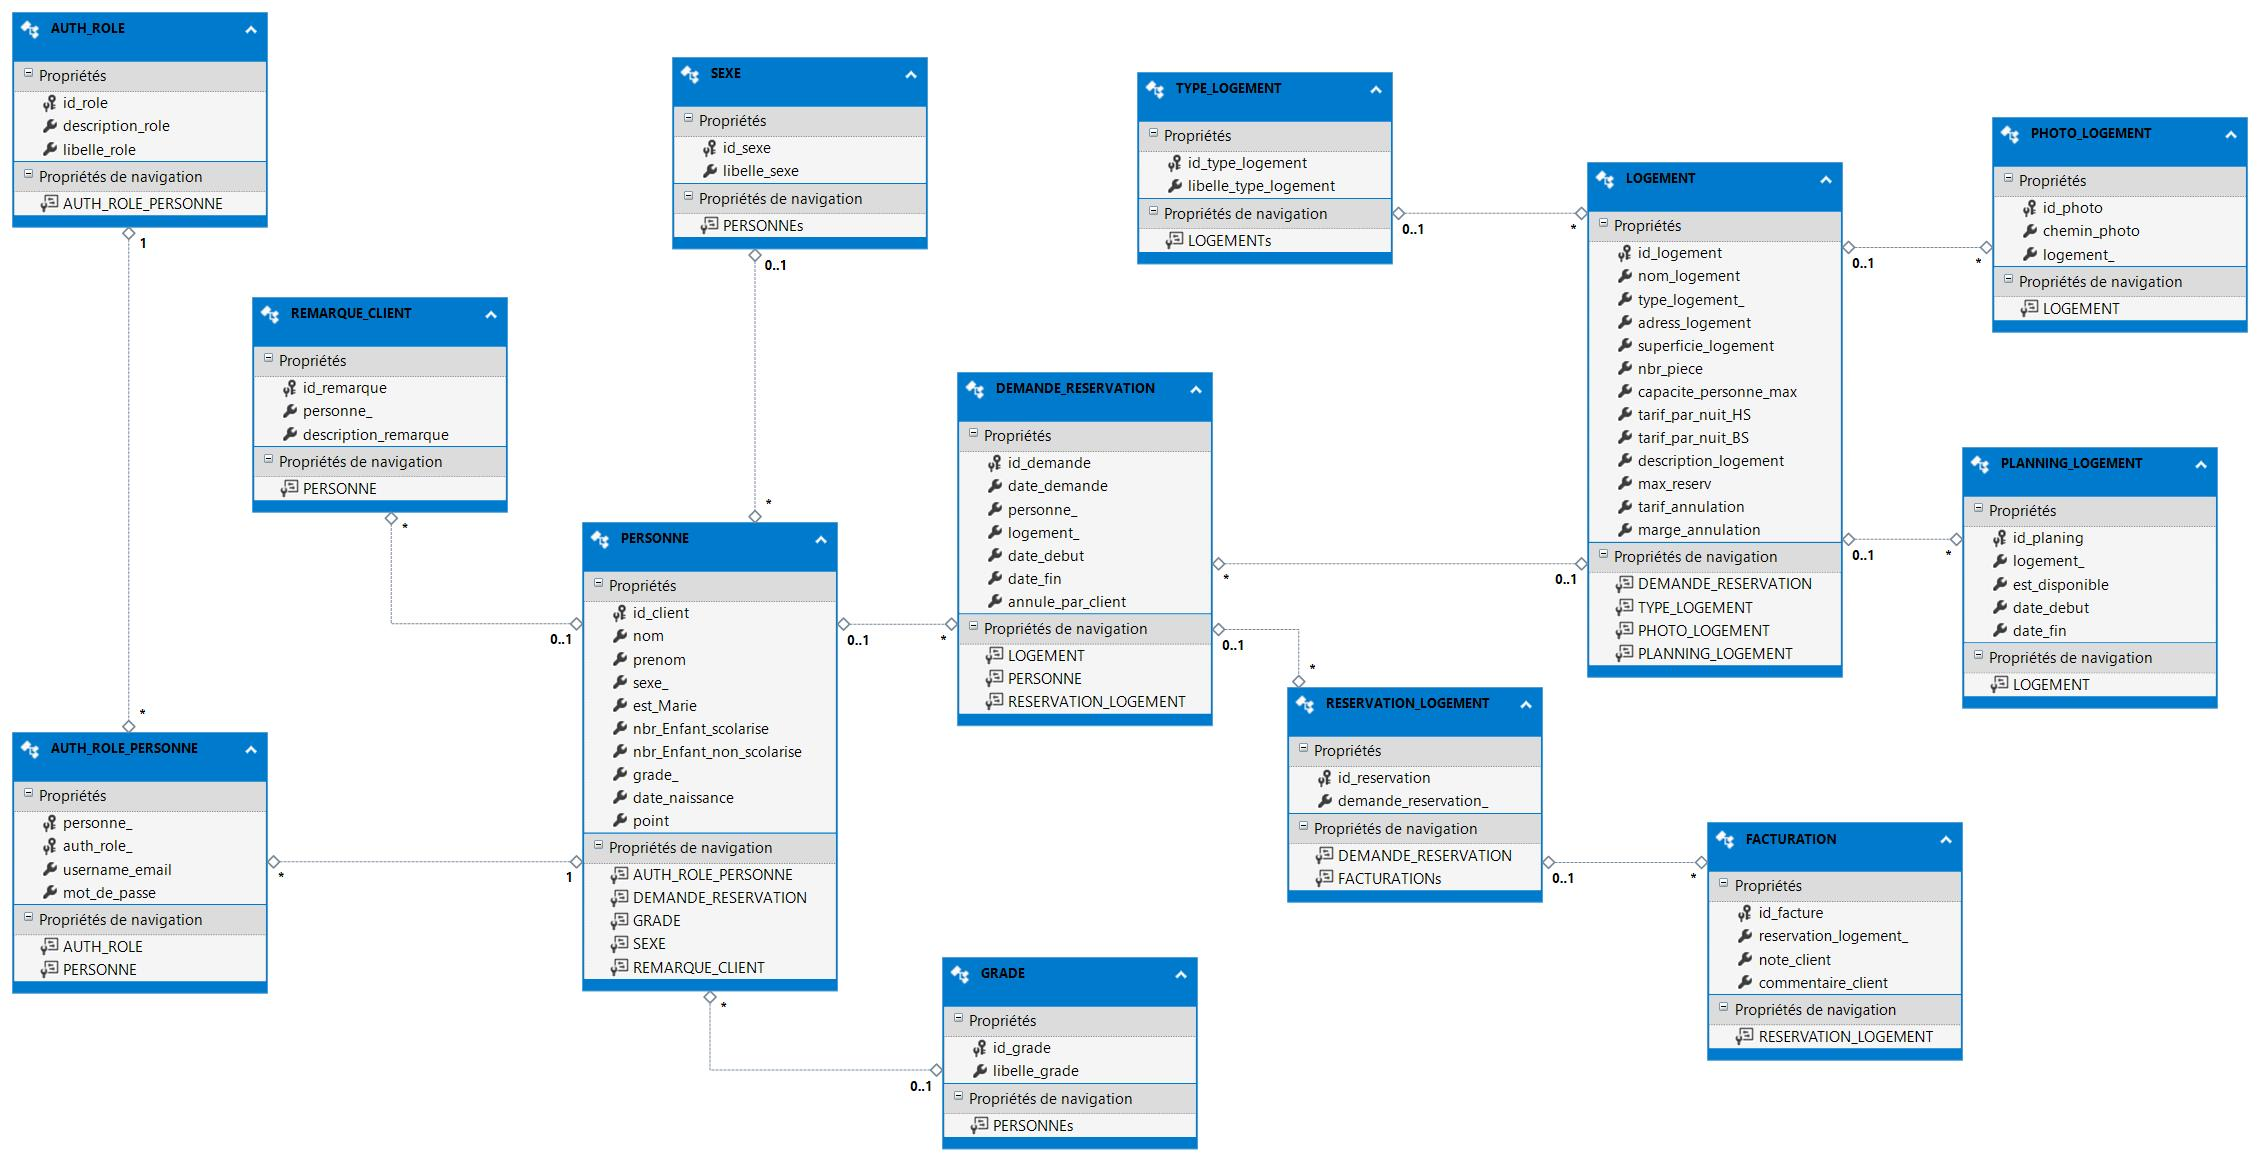 AUTH_ROLE
Propriétés
id_role
description_role
libelle_role
Propriétés de navigation
AUTH_ROLE_PERSONNE
1
*
SEXE
Propriétés
id_sexe
libelle_sexe
Propriétés de navigation
PERSONNEs
0..1
*
TYPE_LOGEMENT
Propriétés
id_type_logement
libelle_type_logement
Propriétés de navigation
LOGEMENTs
0..1
*
PHOTO_LOGEMENT
Propriétés
id_photo
chemin_photo
logement_
Propriétés de navigation
LOGEMENT
0..1
*
LOGEMENT
Propriétés
id_logement
nom_logement
type_logement_
adress_logement
superficie_logement
nbr_piece
capacite_personne_max
tarif_par_nuit_HS
tarif_par_nuit_BS
description_logement
max_reserv
tarif_annulation
marge_annulation
Propriétés de navigation
DEMANDE_RESERVATION
TYPE_LOGEMENT
PHOTO_LOGEMENT
PLANNING_LOGEMENT
REMARQUE_CLIENT
Propriétés
id_remarque
personne_
description_remarque
Propriétés de navigation
PERSONNE
*
0..1
DEMANDE_RESERVATION
Propriétés
id_demande
date_demande
personne_
logement_
date_debut
date_fin
annule_par_client
Propriétés de navigation
LOGEMENT
PERSONNE
RESERVATION_LOGEMENT
*
0..1
0..1
*
PLANNING_LOGEMENT
Propriétés
id_planing
logement_
est_disponible
date_debut
date_fin
Propriétés de navigation
LOGEMENT
0..1
*
PERSONNE
Propriétés
id_client
nom
prenom
sexe_
est_Marie
nbr_Enfant_scolarise
nbr_Enfant_non_scolarise
grade_
date_naissance
point
Propriétés de navigation
AUTH_ROLE_PERSONNE
DEMANDE_RESERVATION
GRADE
SEXE
REMARQUE_CLIENT
0..1
*
RESERVATION_LOGEMENT
Propriétés
id_reservation
demande_reservation_
Propriétés de navigation
DEMANDE_RESERVATION
FACTURATIONs
0..1
*
AUTH_ROLE_PERSONNE
Propriétés
personne_
auth_role_
username_email
mot_de_passe
Propriétés de navigation
AUTH_ROLE
PERSONNE
*
1
FACTURATION
Propriétés
id_facture
reservation_logement_
note_client
commentaire_client
Propriétés de navigation
RESERVATION_LOGEMENT
GRADE
Propriétés
id_grade
libelle_grade
Propriétés de navigation
PERSONNEs
*
0..1